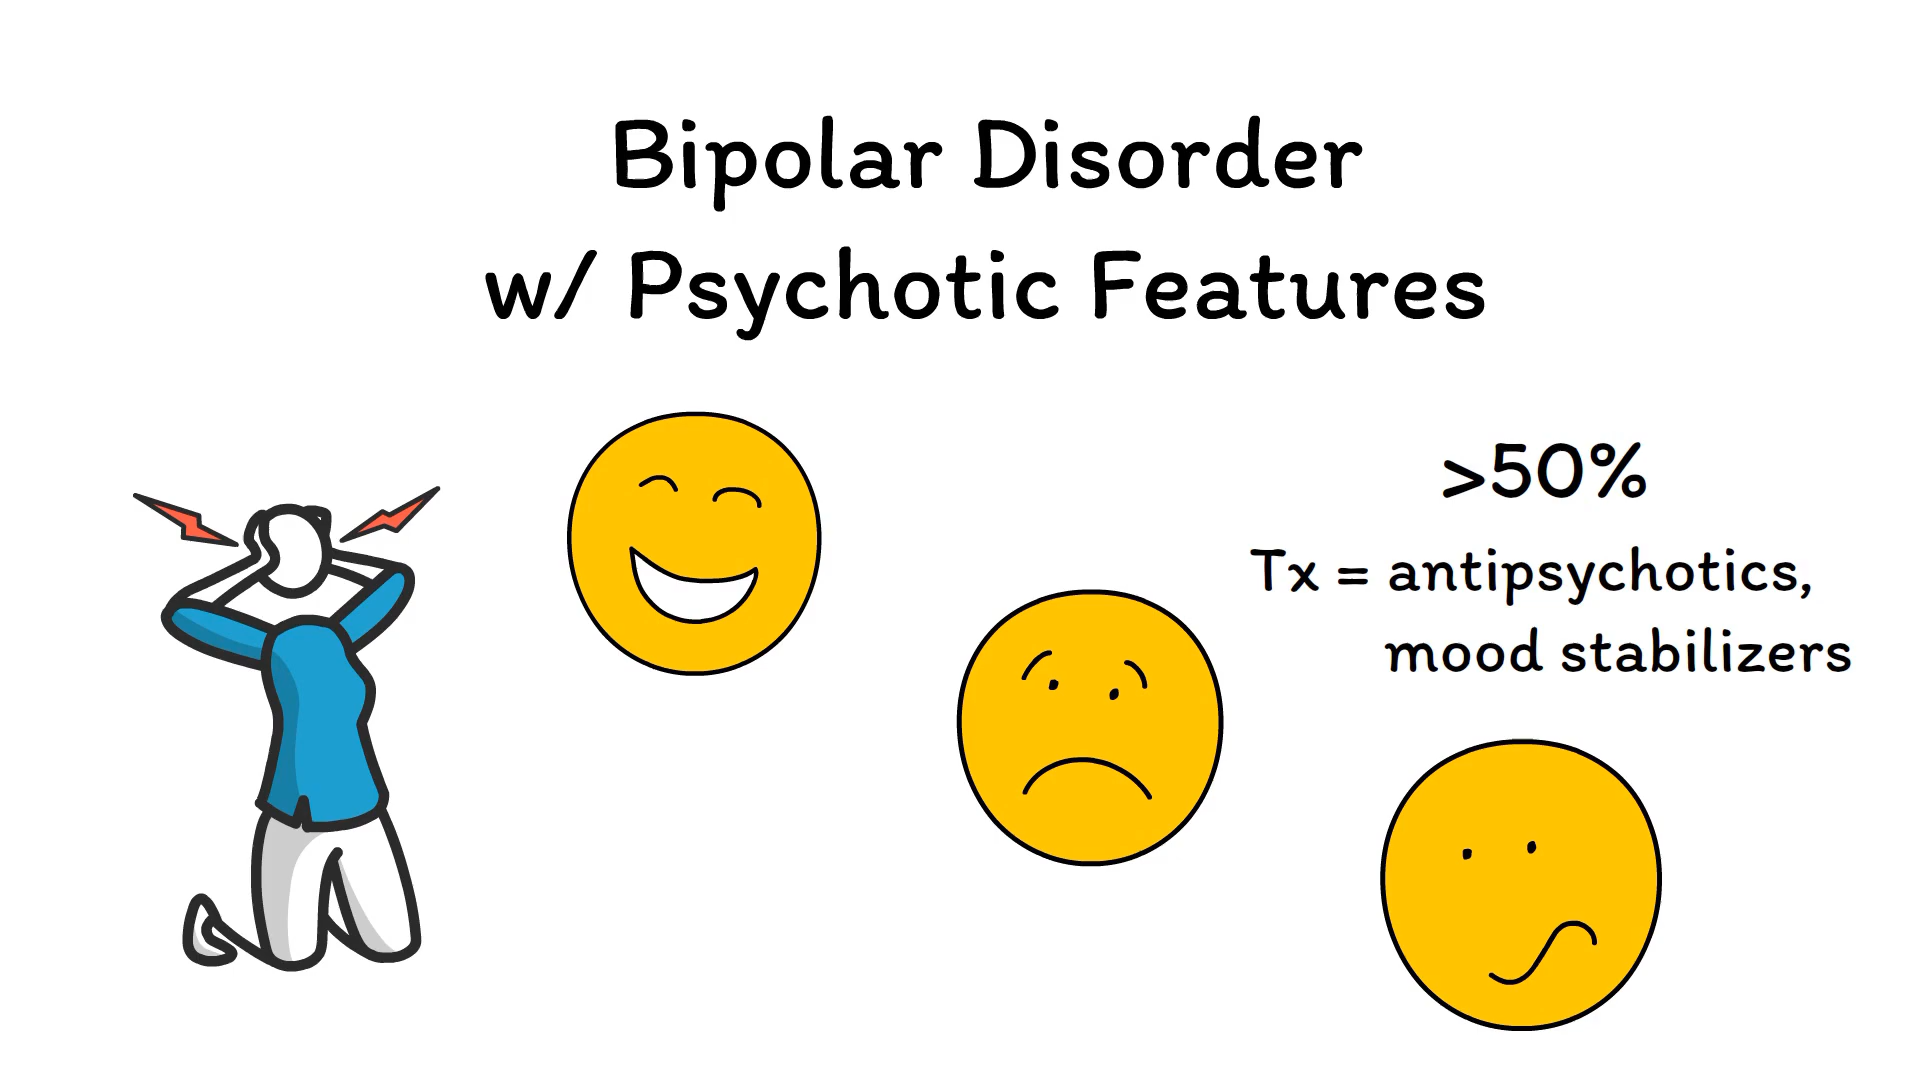 Bipolar Disorder
w/ Psychotic Features
>50%
Tx = antipsychotics,
mood stabilizers